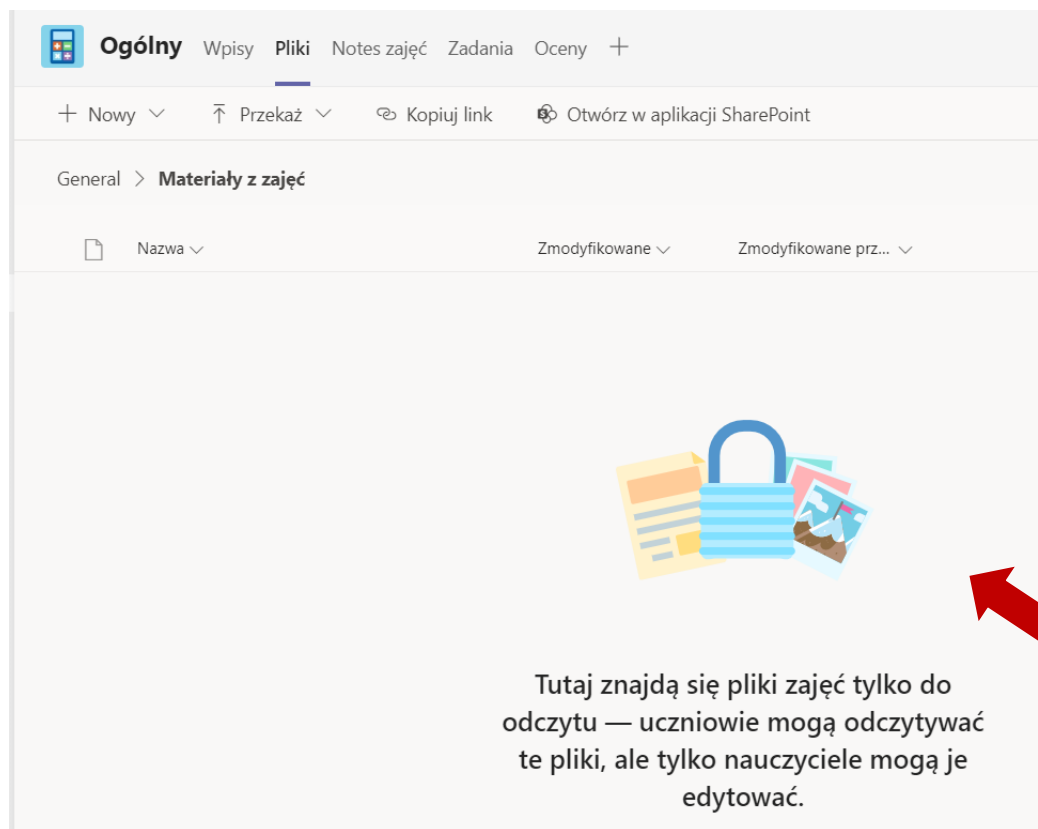 Ogólny Wpisy Pliki Notes zajęć Zadania Oceny +
+ Nowy Przekaż Kopiuj link Otwórz w aplikacji SharePoint
General > Materiały z zajęć
Nazwa Zmodyfikowane Zmodyfikowane prz...
Tutaj znajdą się pliki zajęć tylko do
odczytu — uczniowie mogą odczytywać
te pliki, ale tylko nauczyciele mogą je
edytować.